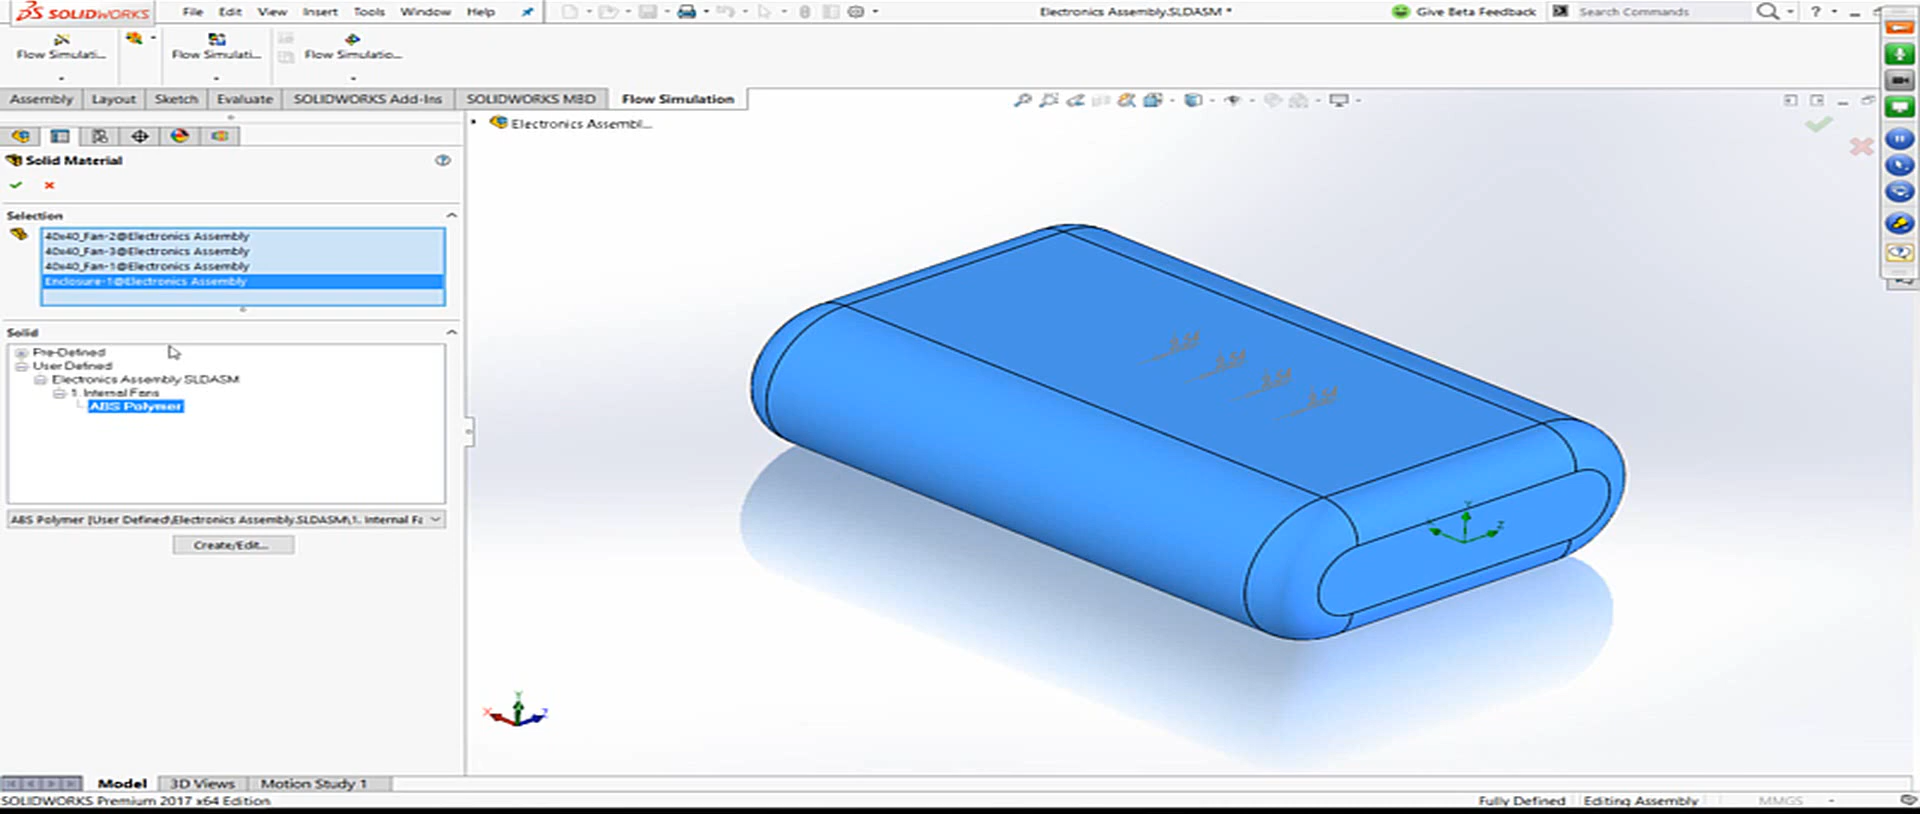 SOLIDWORKS File Edit View Insert Tools Window Help Electronics Assembly.SLDASM * Give Beta Feedback Search Commands ?
Flow Simulati... Flow Simulati... Flow Simulatio...
Assembly Layout Sketch Evaluate SOLIDWORKS Add-Ins SOLIDWORKS MBD Flow Simulation
Electronics Assembl...
Solid Material
Selection
40x40_Fan-2@Electronics Assembly
40x40_Fan-3@Electronics Assembly
40x40_Fan-1@Electronics Assembly
Enclosure-1@Electronics Assembly
Solid
Pre-Defined
User Defined
Electronics Assembly SLDASM
1. Internal Fans
ABS Polymer
ABS Polymer [User Defined\Electronics Assembly.SLDASM\1. Internal Fa
Create/Edit...
Y
X Z
Model 3D Views Motion Study 1
SOLIDWORKS Premium 2017 x64 Edition Fully Defined Editing Assembly MMGS